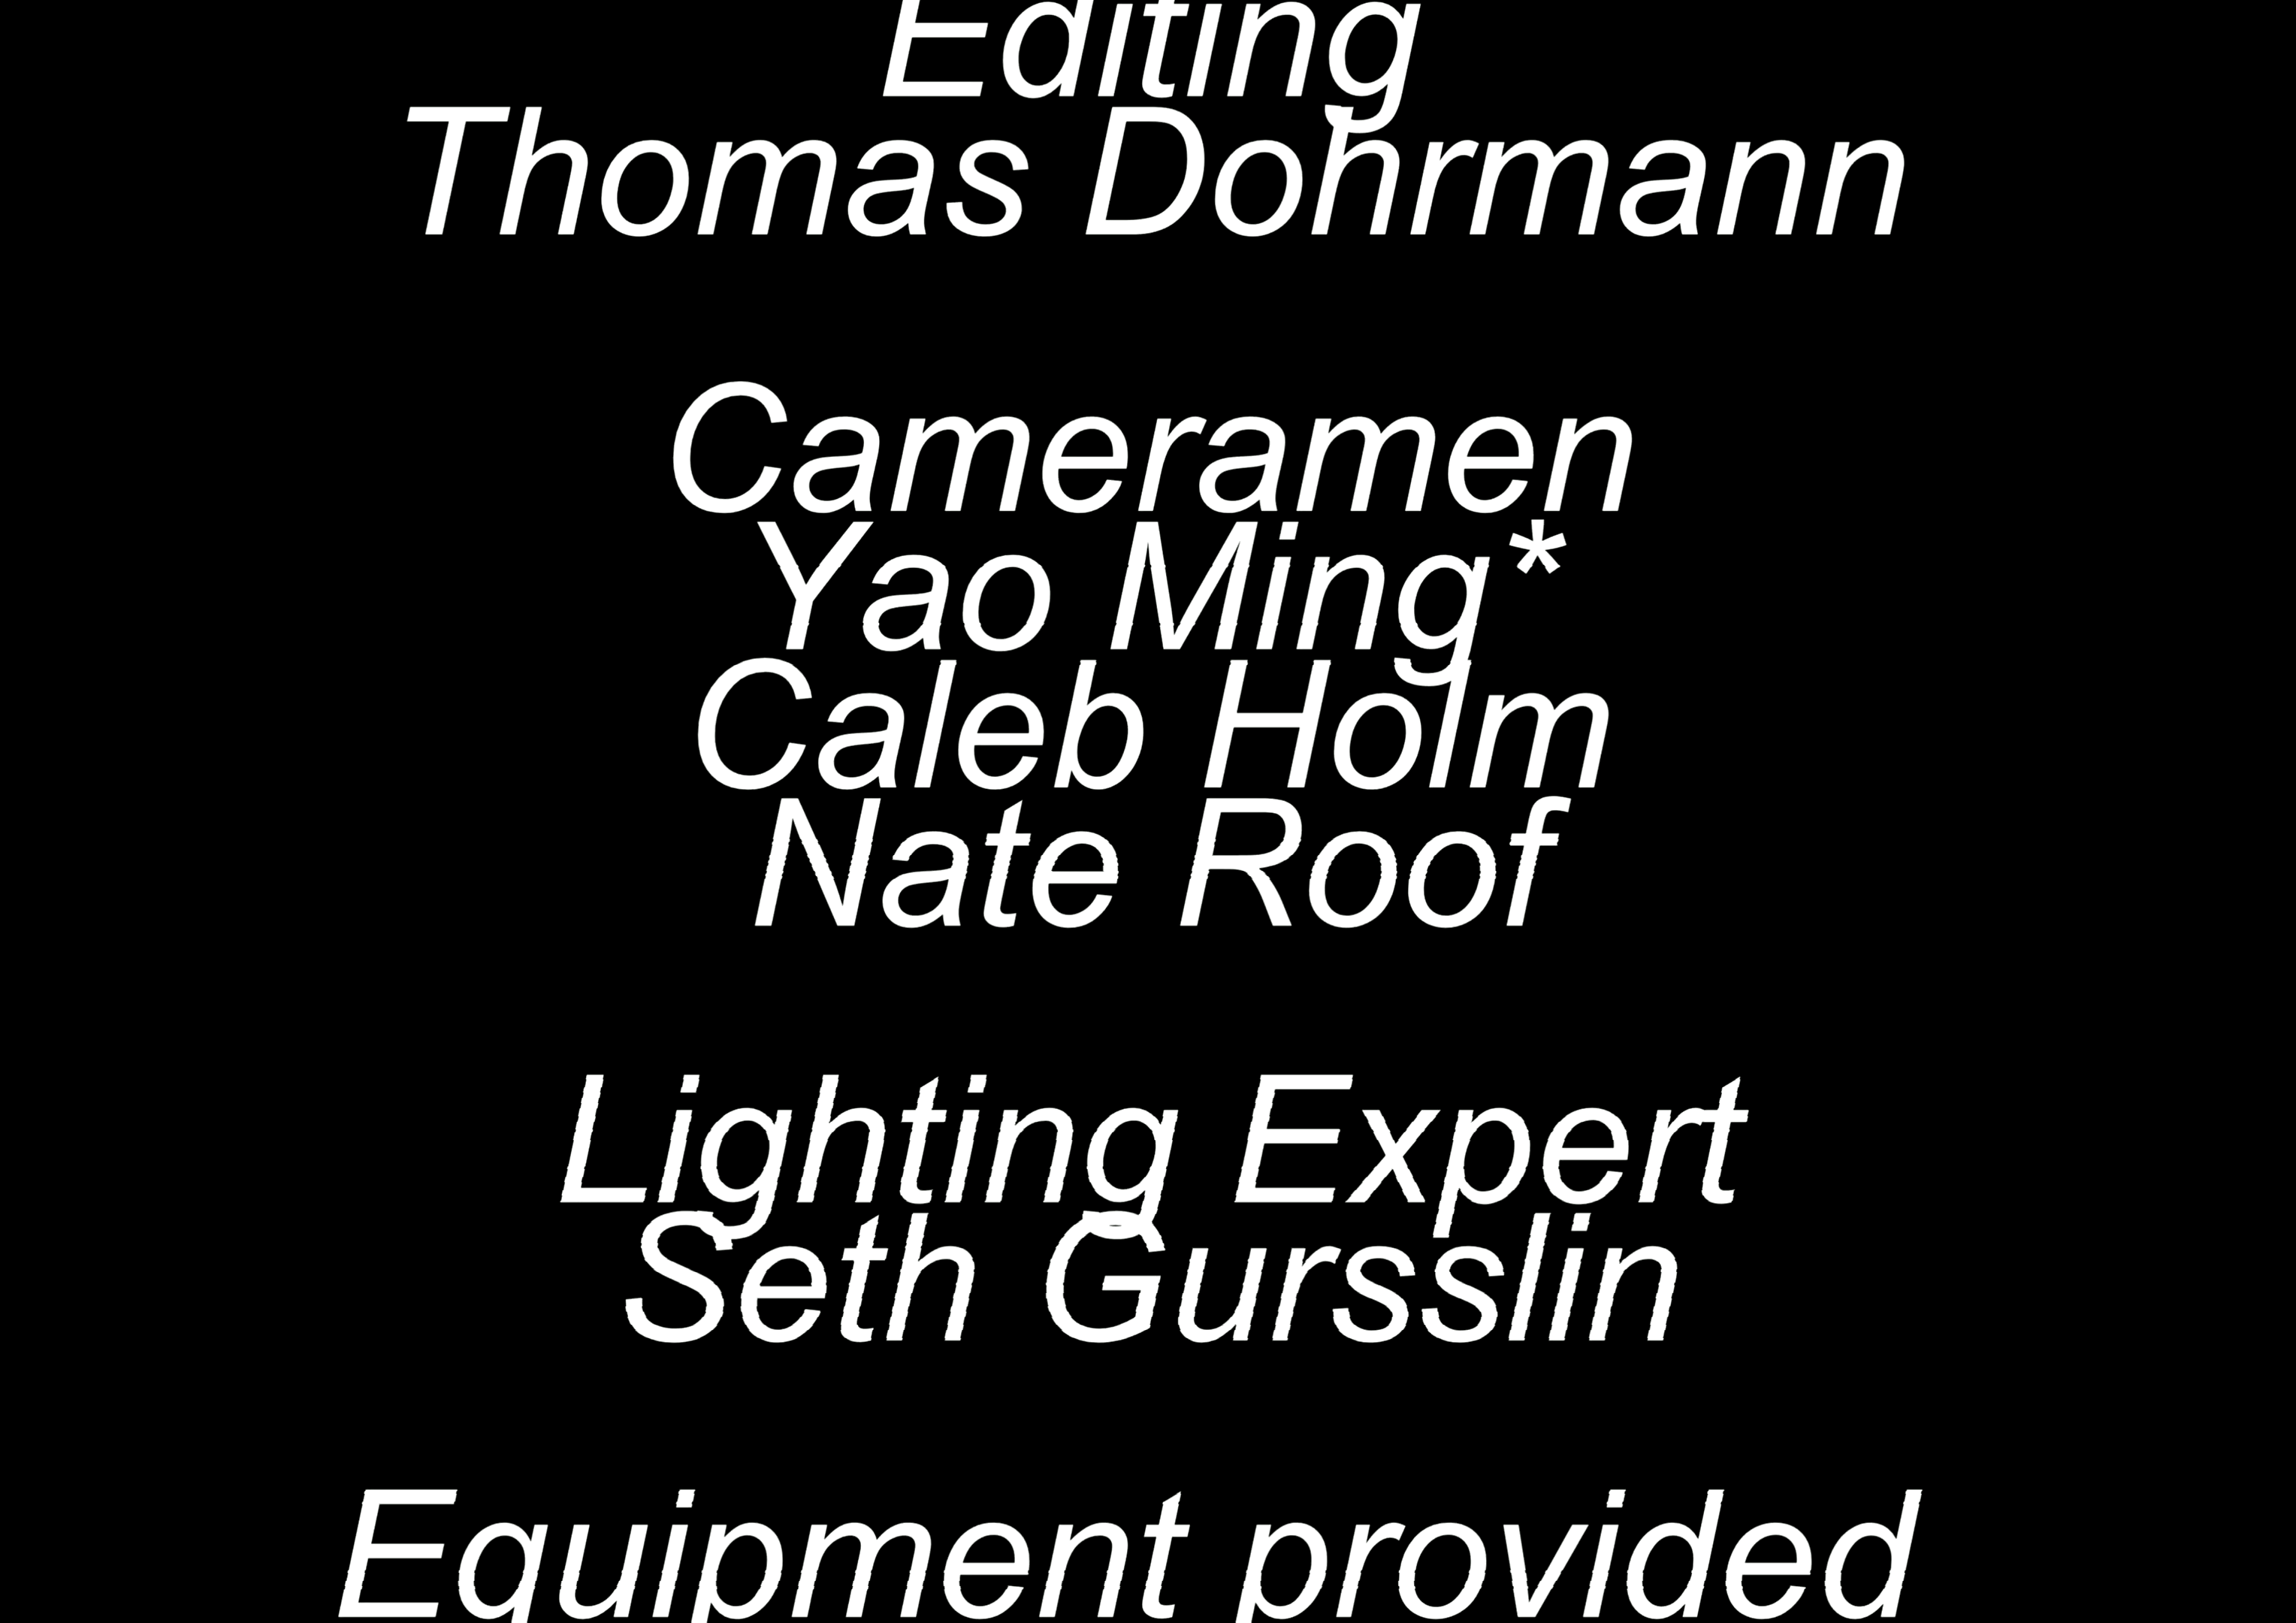 Editing
Thomas Dohrmann
Cameramen
Yao Ming*
Caleb Holm
Nate Roof
Lighting Expert
Seth Gursslin
Equipment provided